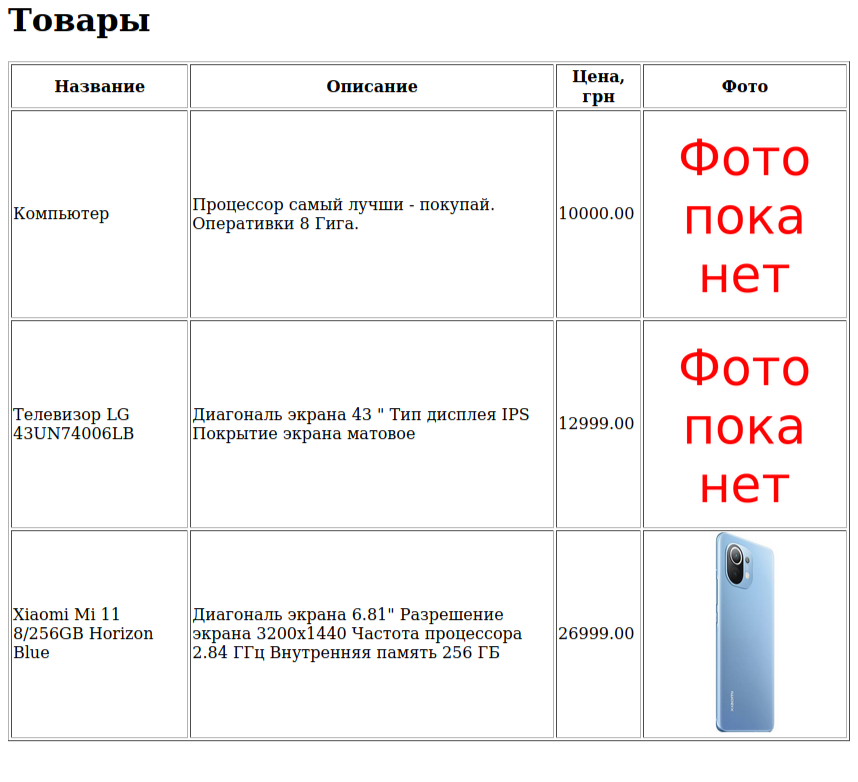 Товары
Название
Описание
Цена,
грн
Фото
Компьютер
Процессор самый лучши - покупай.
Оперативки 8 Гига.
10000.00
Фото
пока
нет
Телевизор LG
43UN74006LB
Диагональ экрана 43 " Тип дисплея IPS
Покрытие экрана матовое
12999.00
Фото
пока
нет
Xiaomi Mi 11
8/256GB Horizon
Blue
Диагональ экрана 6.81" Разрешение
экрана 3200x1440 Частота процессора
2.84 ГГц Внутренняя память 256 ГБ
26999.00